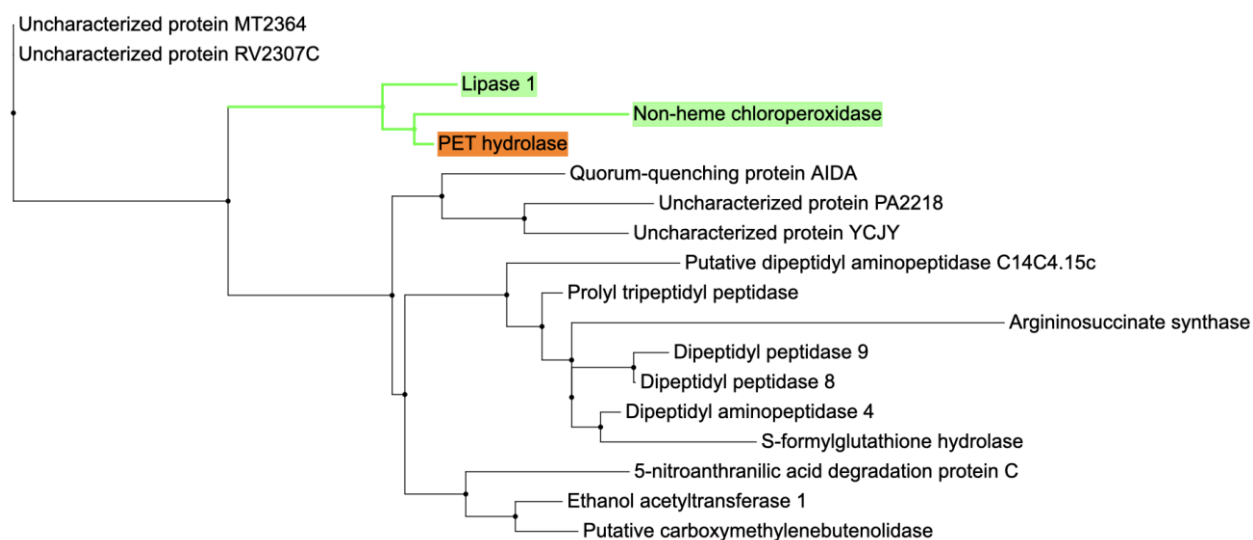 Uncharacterized protein MT2364
Uncharacterized protein RV2307C
Lipase 1
Non-heme chloroperoxidase
PET hydrolase
Quorum-quenching protein AIDA
Uncharacterized protein PA2218
Uncharacterized protein YCJY
Putative dipeptidyl aminopeptidase C14C4.15c
Prolyl tripeptidyl peptidase
Argininosuccinate synthase
Dipeptidyl peptidase 9
Dipeptidyl peptidase 8
Dipeptidyl aminopeptidase 4
S-formylglutathione hydrolase
5-nitroanthranilic acid degradation protein C
Ethanol acetyltransferase 1
Putative carboxymethylenebutenolidase